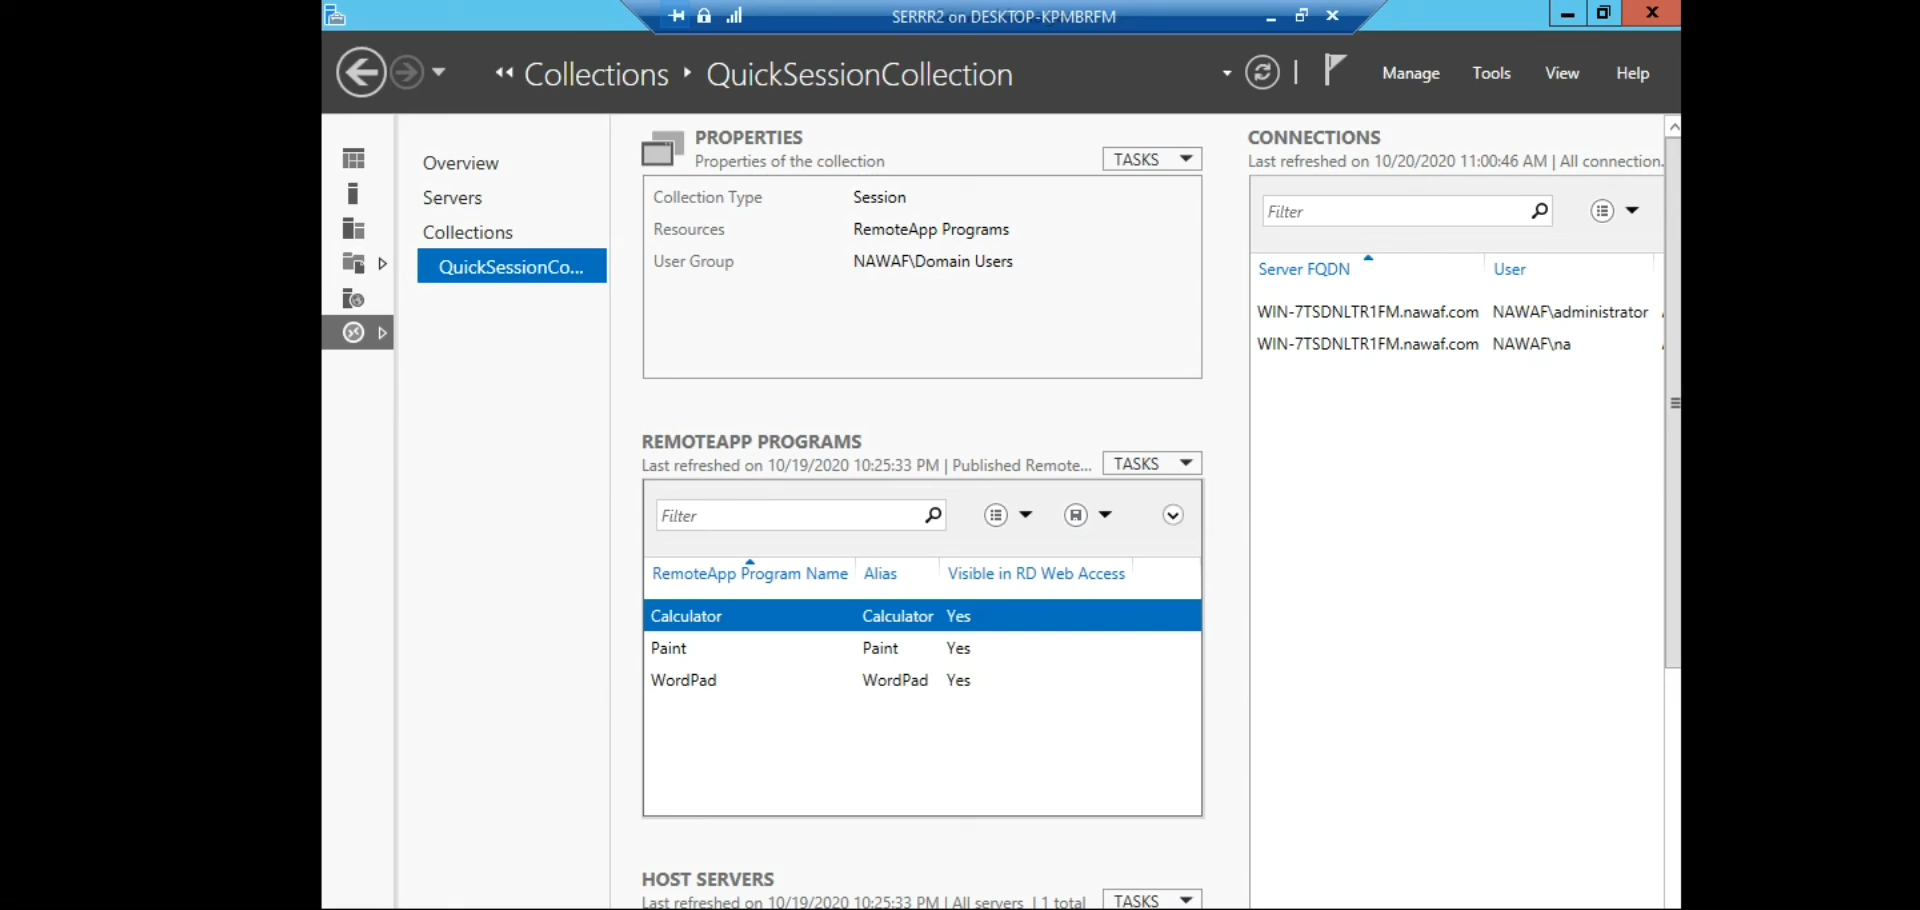 SERRR2 on DESKTOP-KPMBRFM
Collections QuickSessionCollection
Manage Tools View Help
Overview
Servers
Collections
QuickSessionCo...
PROPERTIES
Properties of the collection
TASKS
Collection Type Session
Resources RemoteApp Programs
User Group NAWAF\Domain Users
REMOTEAPP PROGRAMS
Last refreshed on 10/19/2020 10:25:33 PM | Published Remote...
TASKS
Filter
RemoteApp Program Name Alias Visible in RD Web Access
Calculator Calculator Yes
Paint Paint Yes
WordPad WordPad Yes
HOST SERVERS
Last refreshed on 10/19/2020 10:25:33 PM | All servers | 1 total
TASKS
CONNECTIONS
Last refreshed on 10/20/2020 11:00:46 AM | All connection.
Filter
Server FQDN User
WIN-7TSDNLTR1FM.nawaf.com NAWAF\administrator
WIN-7TSDNLTR1FM.nawaf.com NAWAF\na